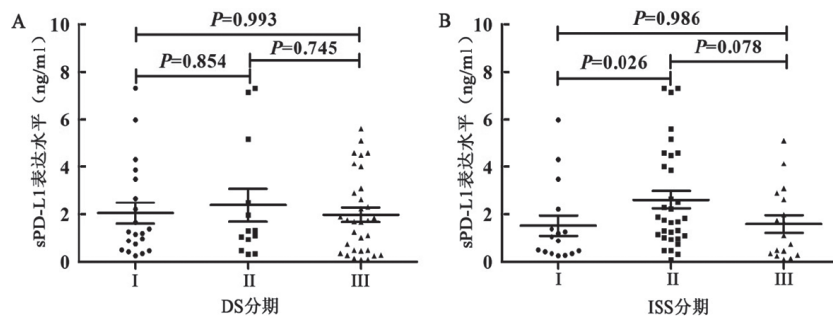 A
P=0.993
P=0.854
P=0.745
sPD-L1表达水平（ng/ml）
10
8
6
4
2
0
I
II
III
DS分期
B
P=0.986
P=0.026
P=0.078
sPD-L1表达水平（ng/ml）
10
8
6
4
2
0
I
II
III
ISS分期